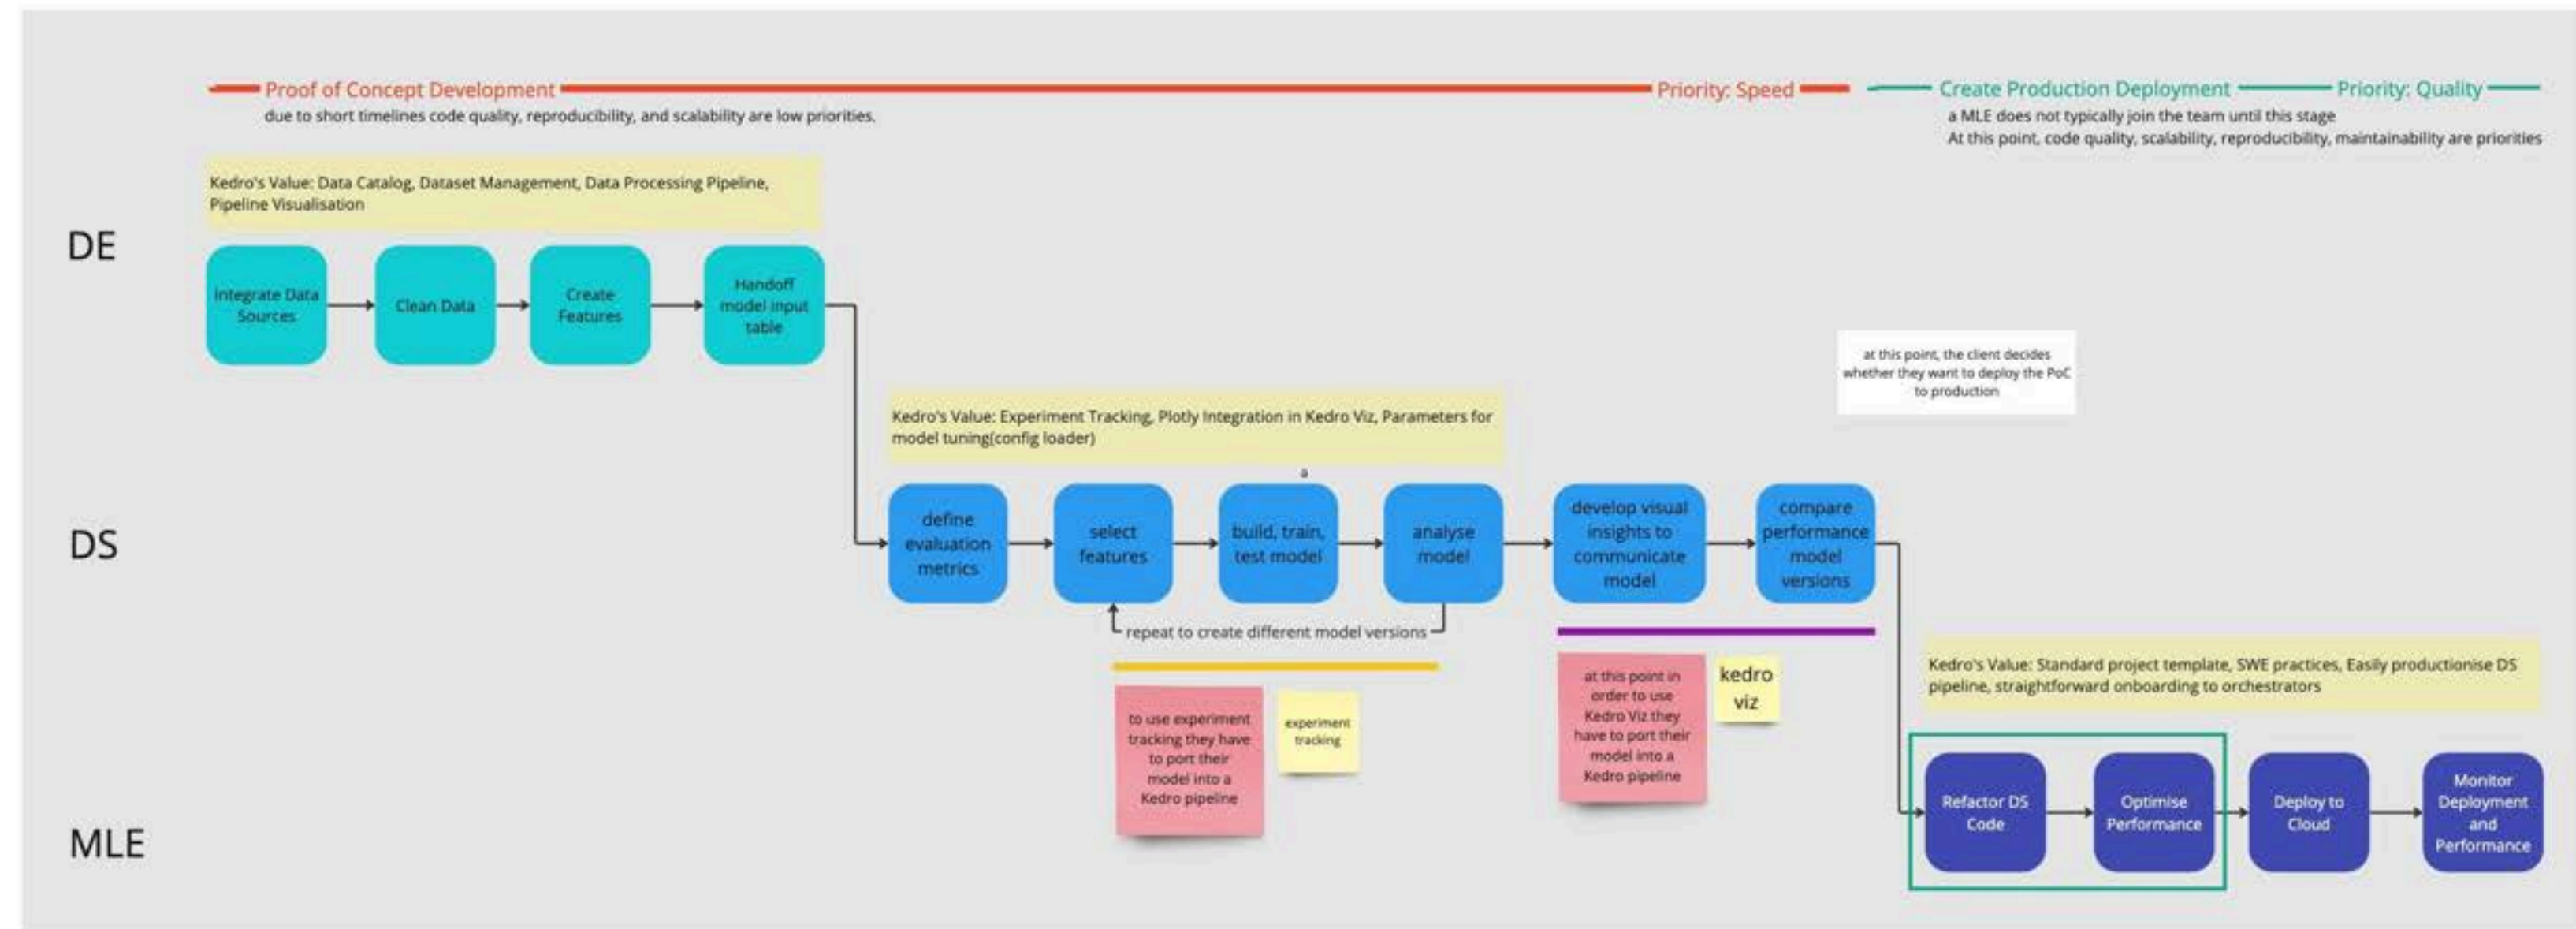 Proof of Concept Development
Priority: Speed
Create Production Deployment
Priority: Quality
due to short timelines code quality, reproducibility, and scalability are low priorities.
a MLE does not typically join the team until this stage
At this point, code quality, scalability, reproducibility, maintainability are priorities
Kedro's Value: Data Catalog, Dataset Management, Data Processing Pipeline,
Pipeline Visualisation
DE
Integrate Data
Sources
Clean Data
Create
Features
Handoff
model input
table
at this point, the client decides
whether they want to deploy the PoC
to production
Kedro's Value: Experiment Tracking, Plotly Integration in Kedro Viz, Parameters for
model tuning(config loader)
a
DS
define
evaluation
metrics
select
features
build, train,
test model
analyse
model
develop visual
insights to
communicate
model
compare
performance
model
versions
repeat to create different model versions
to use experiment
tracking they have
to port their
model into a
Kedro pipeline
experiment
tracking
at this point in
order to use
Kedro Viz they
have to port their
model into a
Kedro pipeline
kedro
viz
Kedro's Value: Standard project template, SWE practices, Easily productionise DS
pipeline, straightforward onboarding to orchestrators
MLE
Refactor DS
Code
Optimise
Performance
Deploy to
Cloud
Monitor
Deployment
and
Performance